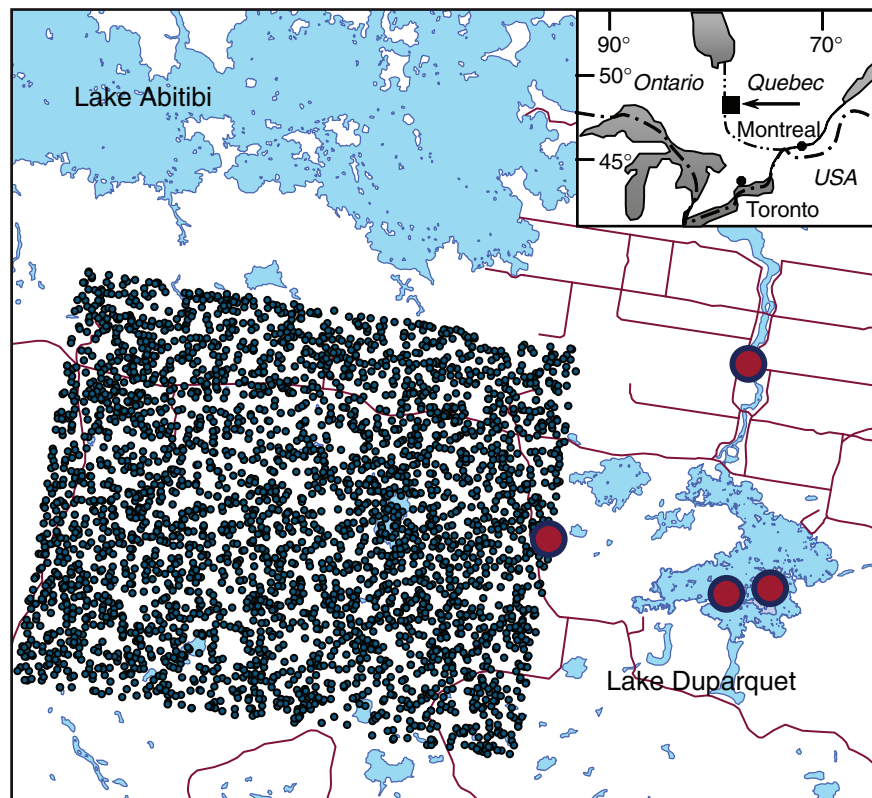 90° 70°
50°
Ontario Quebec
Lake Abitibi
Montreal
45°
USA
Toronto
Lake Duparquet